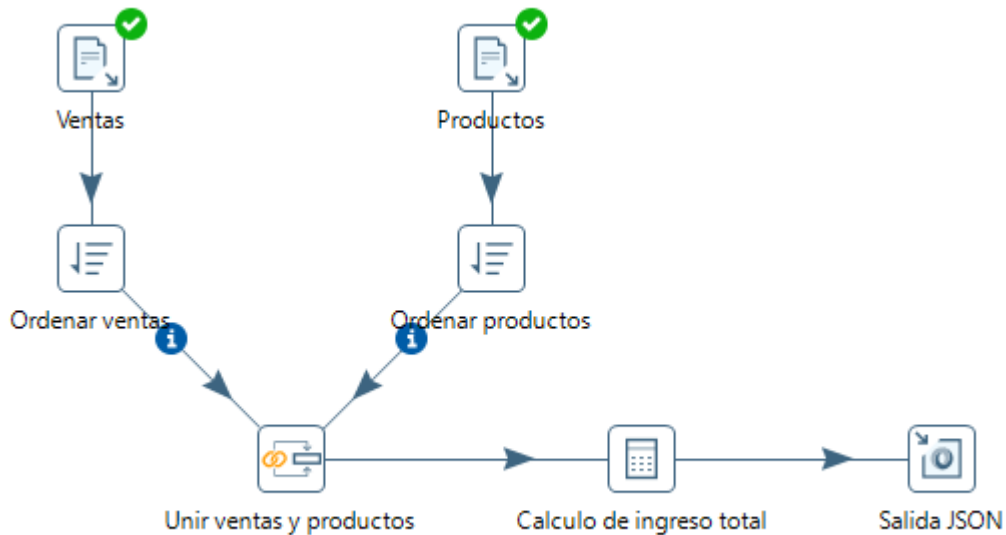 Ventas
Productos
Ordenar ventas
Ordenar productos
Unir ventas y productos
Calculo de ingreso total
Salida JSON